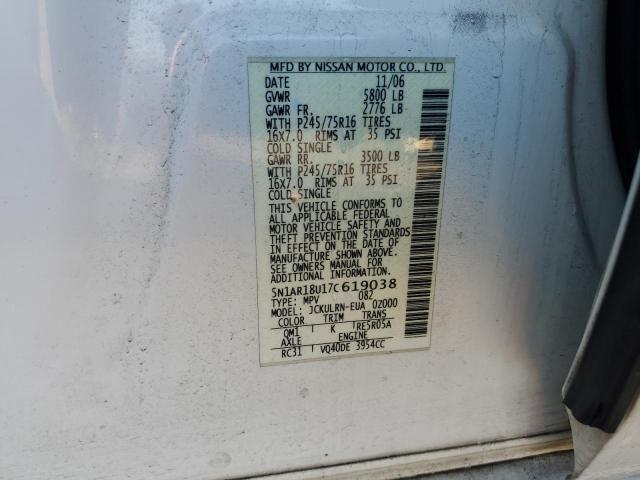 MFD BY NISSAN MOTOR CO., LTD.
DATE 11/06
GVWR 5800 LB
GAWR FR. 2776 LB
WITH P245/75R16 TIRES
16X7.0 RIMS AT 35 PSI
COLD SINGLE
GAWR RR. 3500 LB
WITH P245/75R16 TIRES
16X7.0 RIMS AT 35 PSI
COLD SINGLE
THIS VEHICLE CONFORMS TO
ALL APPLICABLE FEDERAL
MOTOR VEHICLE SAFETY AND
THEFT PREVENTION STANDARDS
IN EFFECT ON THE DATE OF
MANUFACTURE SHOWN ABOVE.
SEE OWNERS MANUAL FOR
ADDITIONAL INFORMATION.
5N1AR18U17C619038
TYPE: MPV 082
MODEL: JCKULRN-EUA 02000
COLOR TRIM TRANS
QM1 K RE5R05A
AXLE ENGINE
RC31 VQ40DE 3954CC